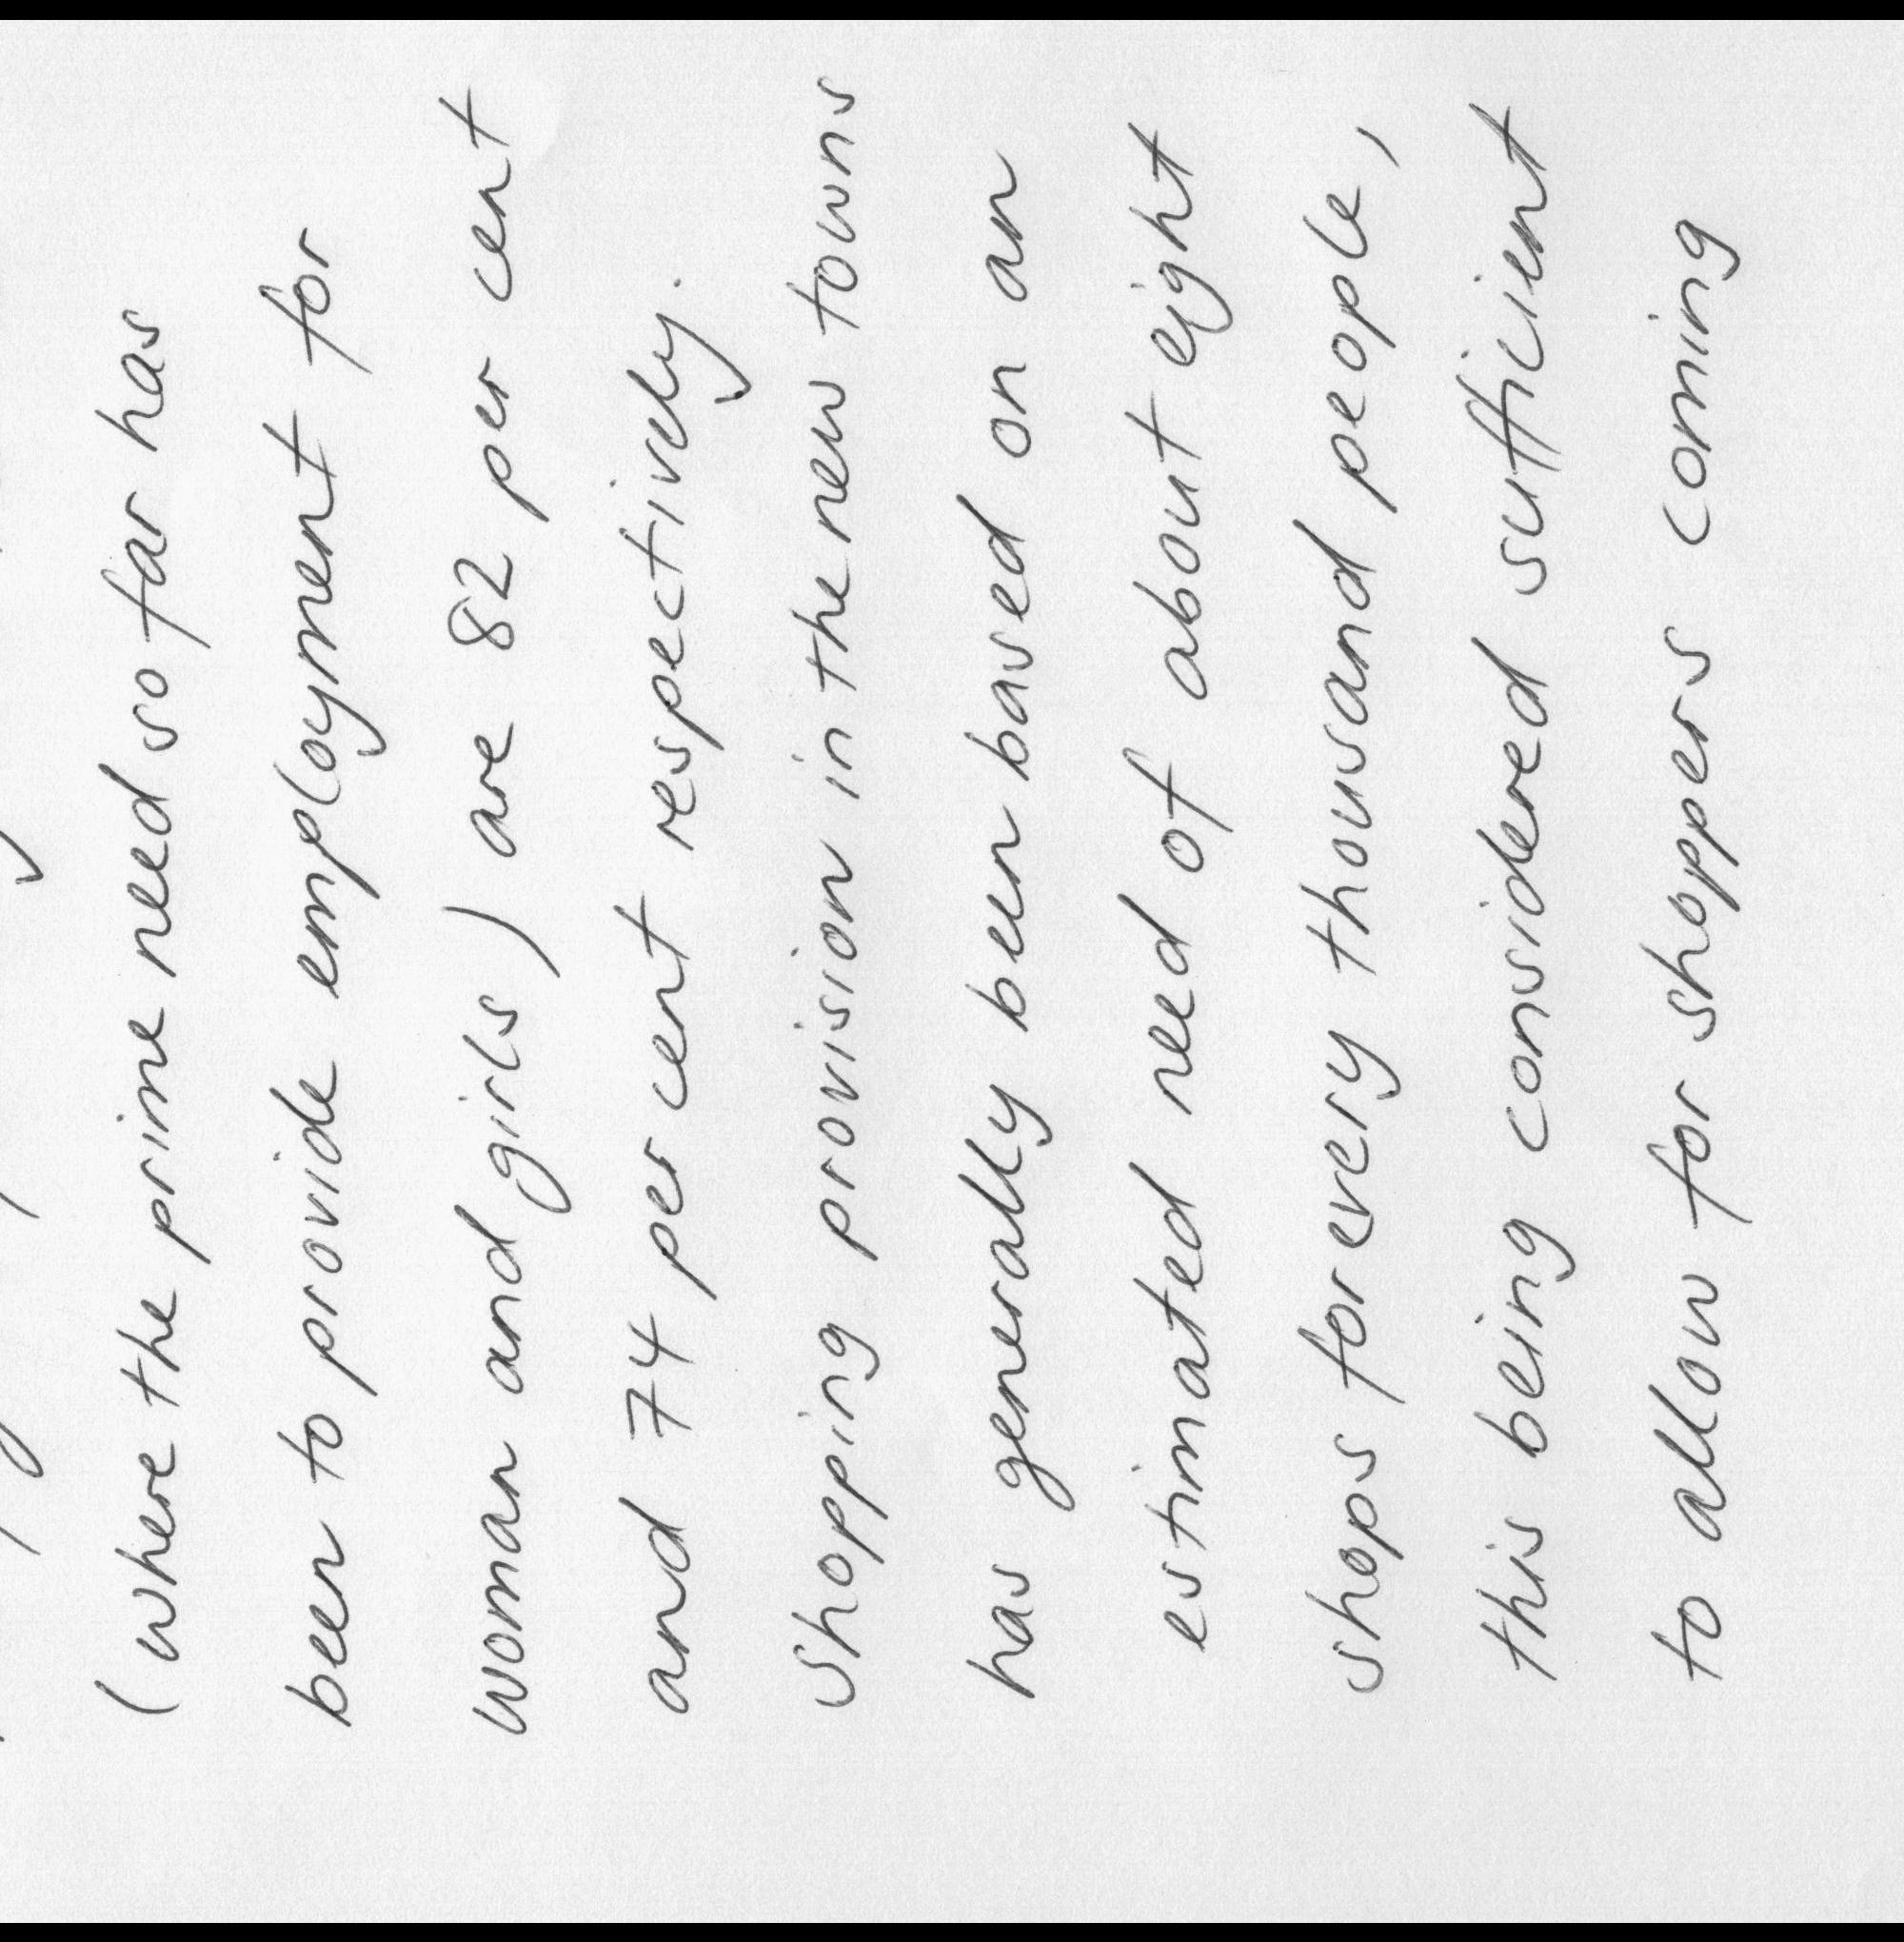 (where the prime need so far has
been to provide employment for
woman and girls) are 82 per cent
and 74 per cent respectively.
Shopping provision in the new towns
has generally been based on an
estimated need of about eight
shops for every thousand people,
this being considered sufficient
to allow for shoppers coming